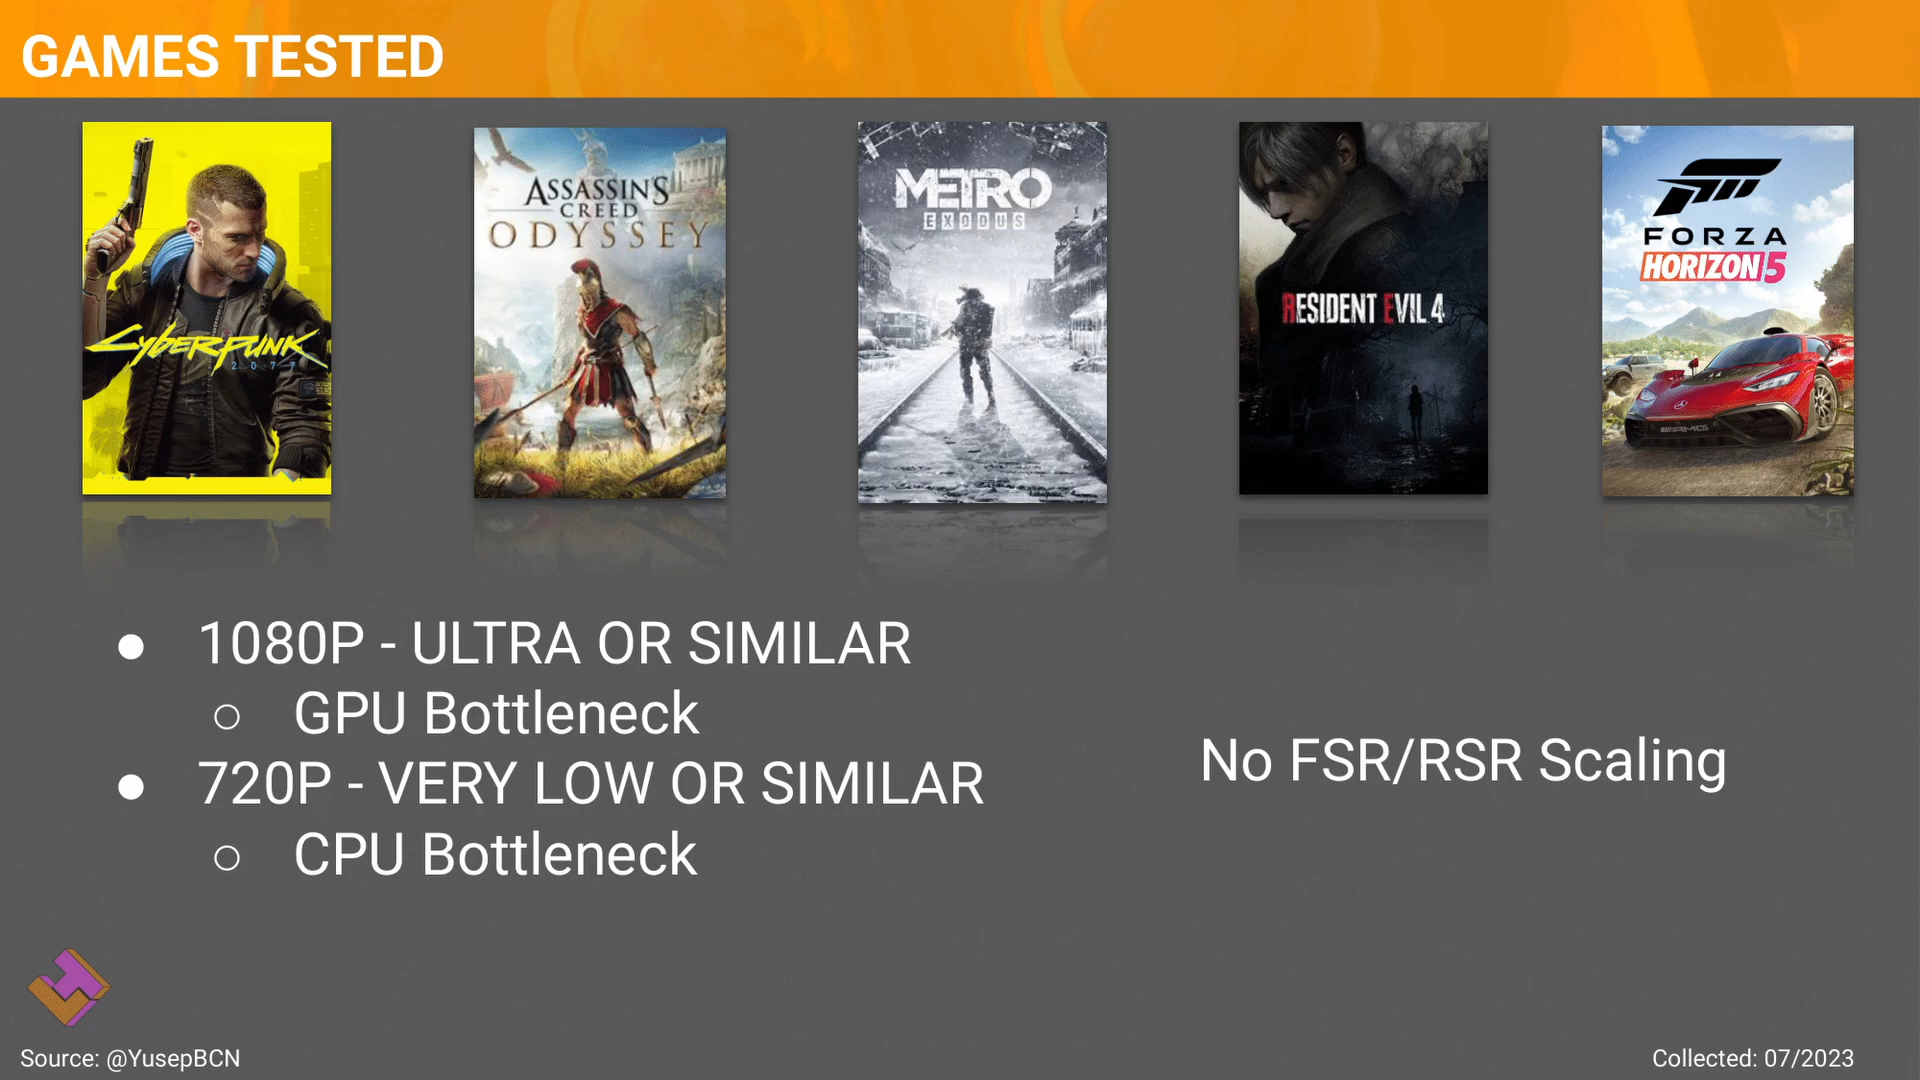 GAMES TESTED
CYBERPUNK
2077
ASSASSIN'S
CREED
ODYSSEY
METRO
EXODUS
RESIDENT EVIL 4
FORZA
HORIZON 5
AMG
● 1080P - ULTRA OR SIMILAR
○ GPU Bottleneck
● 720P - VERY LOW OR SIMILAR
○ CPU Bottleneck
No FSR/RSR Scaling
Source: @YusepBCN
Collected: 07/2023